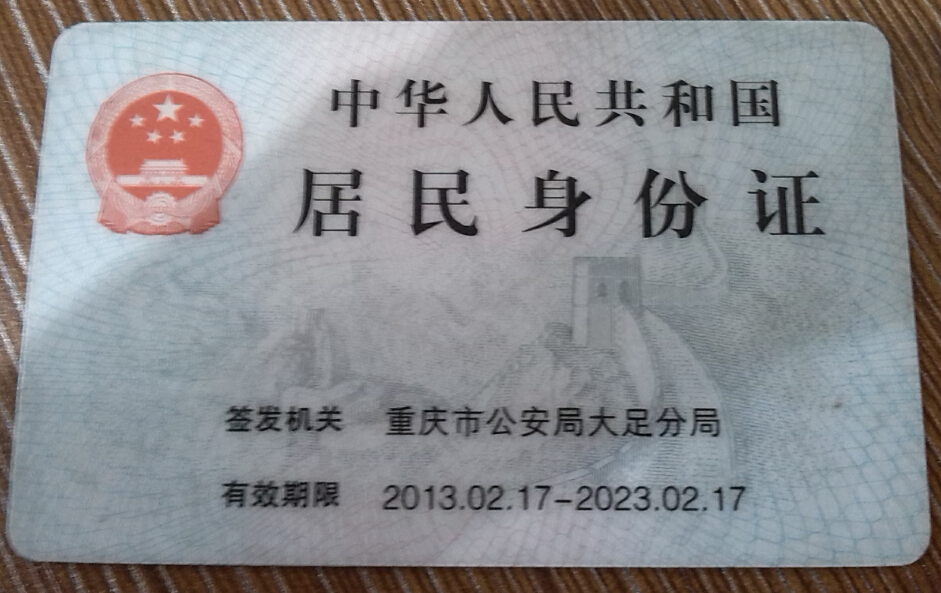 中华人民共和国
居民身份证
签发机关 重庆市公安局大足分局
有效期限 2013.02.17-2023.02.17